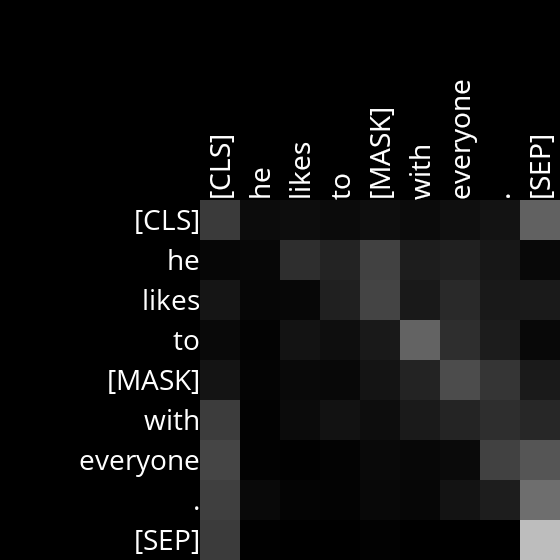 [CLS] he likes to [MASK] with everyone . [SEP]
[CLS]
he
likes
to
[MASK]
with
everyone
.
[SEP]